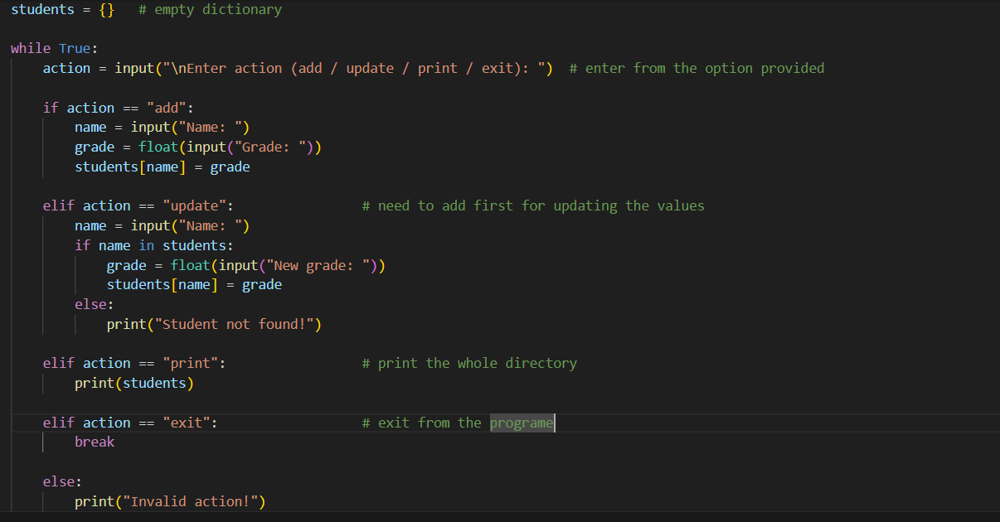 students = {}   # empty dictionary
while True:
    action = input("\nEnter action (add / update / print / exit): ")  # enter from the option provided
    if action == "add":
        name = input("Name: ")
        grade = float(input("Grade: "))
        students[name] = grade
    elif action == "update":                # need to add first for updating the values
        name = input("Name: ")
        if name in students:
            grade = float(input("New grade: "))
            students[name] = grade
        else:
            print("Student not found!")
    elif action == "print":                 # print the whole directory
        print(students)
    elif action == "exit":                  # exit from the programe
        break
    else:
        print("Invalid action!")